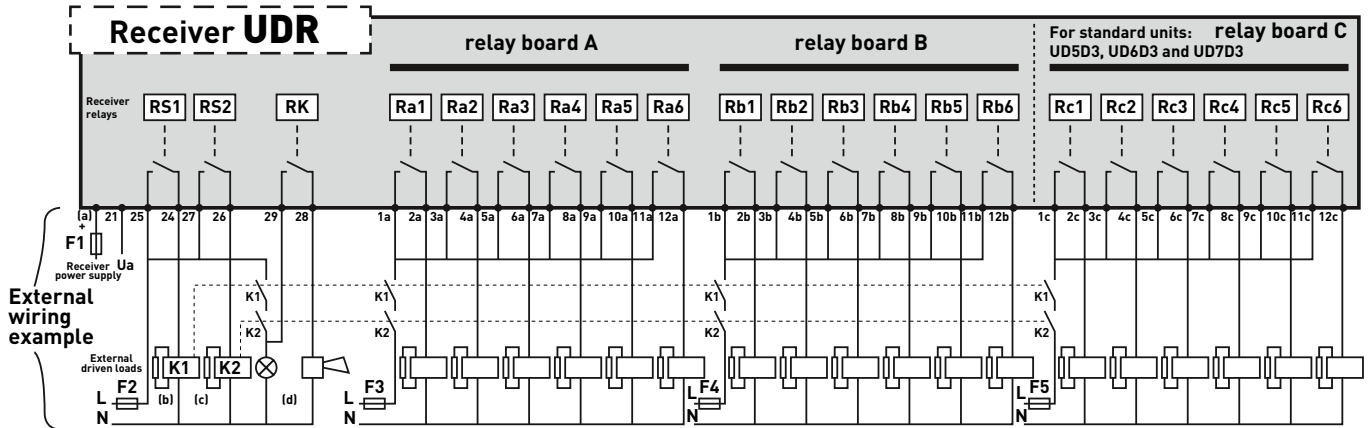 Receiver UDR
relay board A
relay board B
For standard units: relay board C
UD5D3, UD6D3 and UD7D3
Receiver
relays
RS1 RS2 RK Ra1 Ra2 Ra3 Ra4 Ra5 Ra6 Rb1 Rb2 Rb3 Rb4 Rb5 Rb6 Rc1 Rc2 Rc3 Rc4 Rc5 Rc6
(a) 21 25 24 27 26 29 28 1a 2a 3a 4a 5a 6a 7a 8a 9a 10a 11a 12a 1b 2b 3b 4b 5b 6b 7b 8b 9b 10b 11b 12b 1c 2c 3c 4c 5c 6c 7c 8c 9c 10c 11c 12c
+
F1
Receiver Ua
power supply
External
wiring
example
K1 K1 K1 K1
K2 K2 K2 K2
External
driven loads
K1 K2
F2 F3 F4 F5
L (b) (c) (d) L L L
N N N N